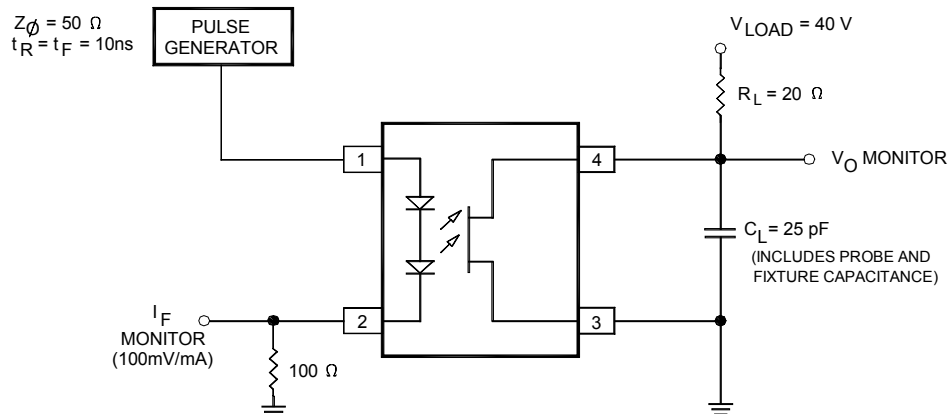 Z∅ = 50 Ω
tR = tF = 10ns
PULSE
GENERATOR
VLOAD = 40 V
RL = 20 Ω
1
4
VO MONITOR
CL = 25 pF
(INCLUDES PROBE AND
FIXTURE CAPACITANCE)
IF
MONITOR
(100mV/mA)
2
3
100 Ω